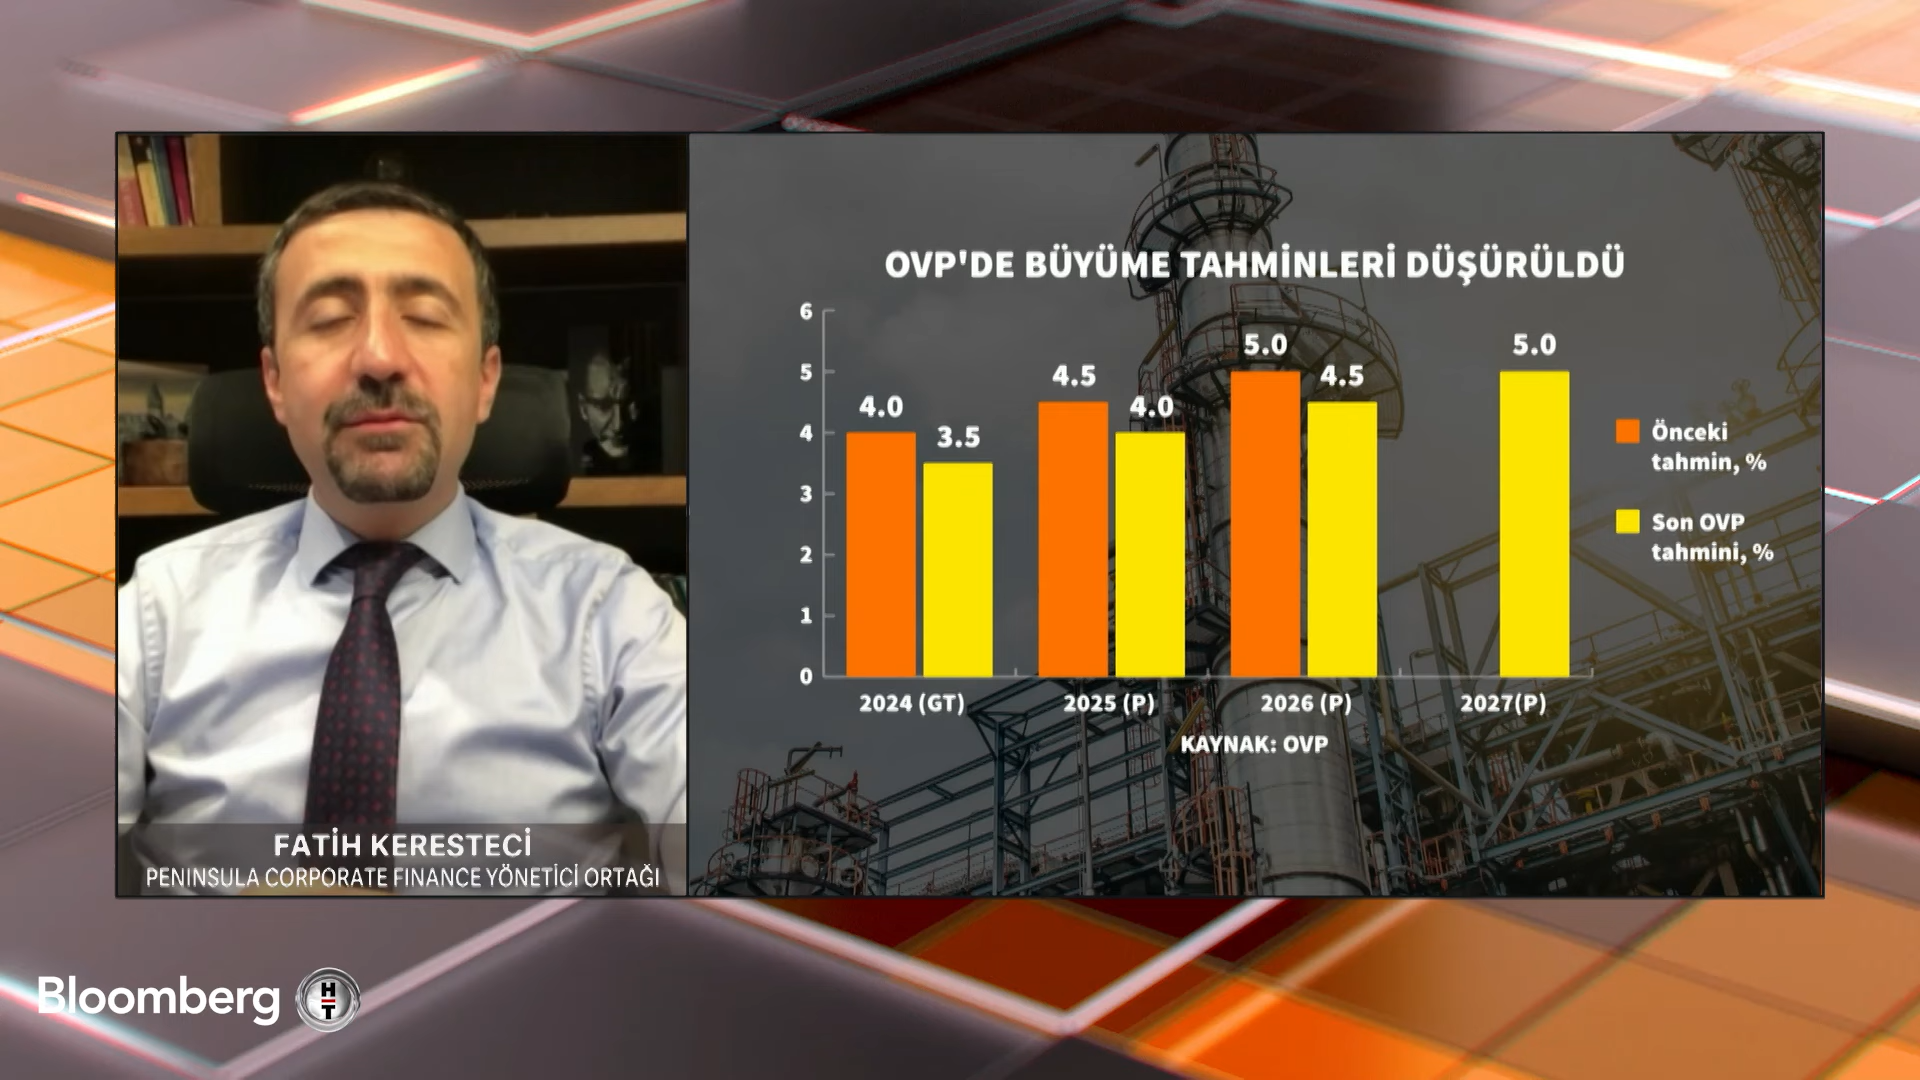 OVP'DE BÜYÜME TAHMİNLERİ DÜŞÜRÜLDÜ
6
5
4
3
2
1
0
4.0
3.5
4.5
4.0
5.0
4.5
5.0
2024 (GT)
2025 (P)
2026 (P)
2027(P)
KAYNAK: OVP
Önceki
tahmin, %
Son OVP
tahmini, %
FATİH KERESTECİ
PENINSULA CORPORATE FINANCE YÖNETİCİ ORTAĞI
Bloomberg HT